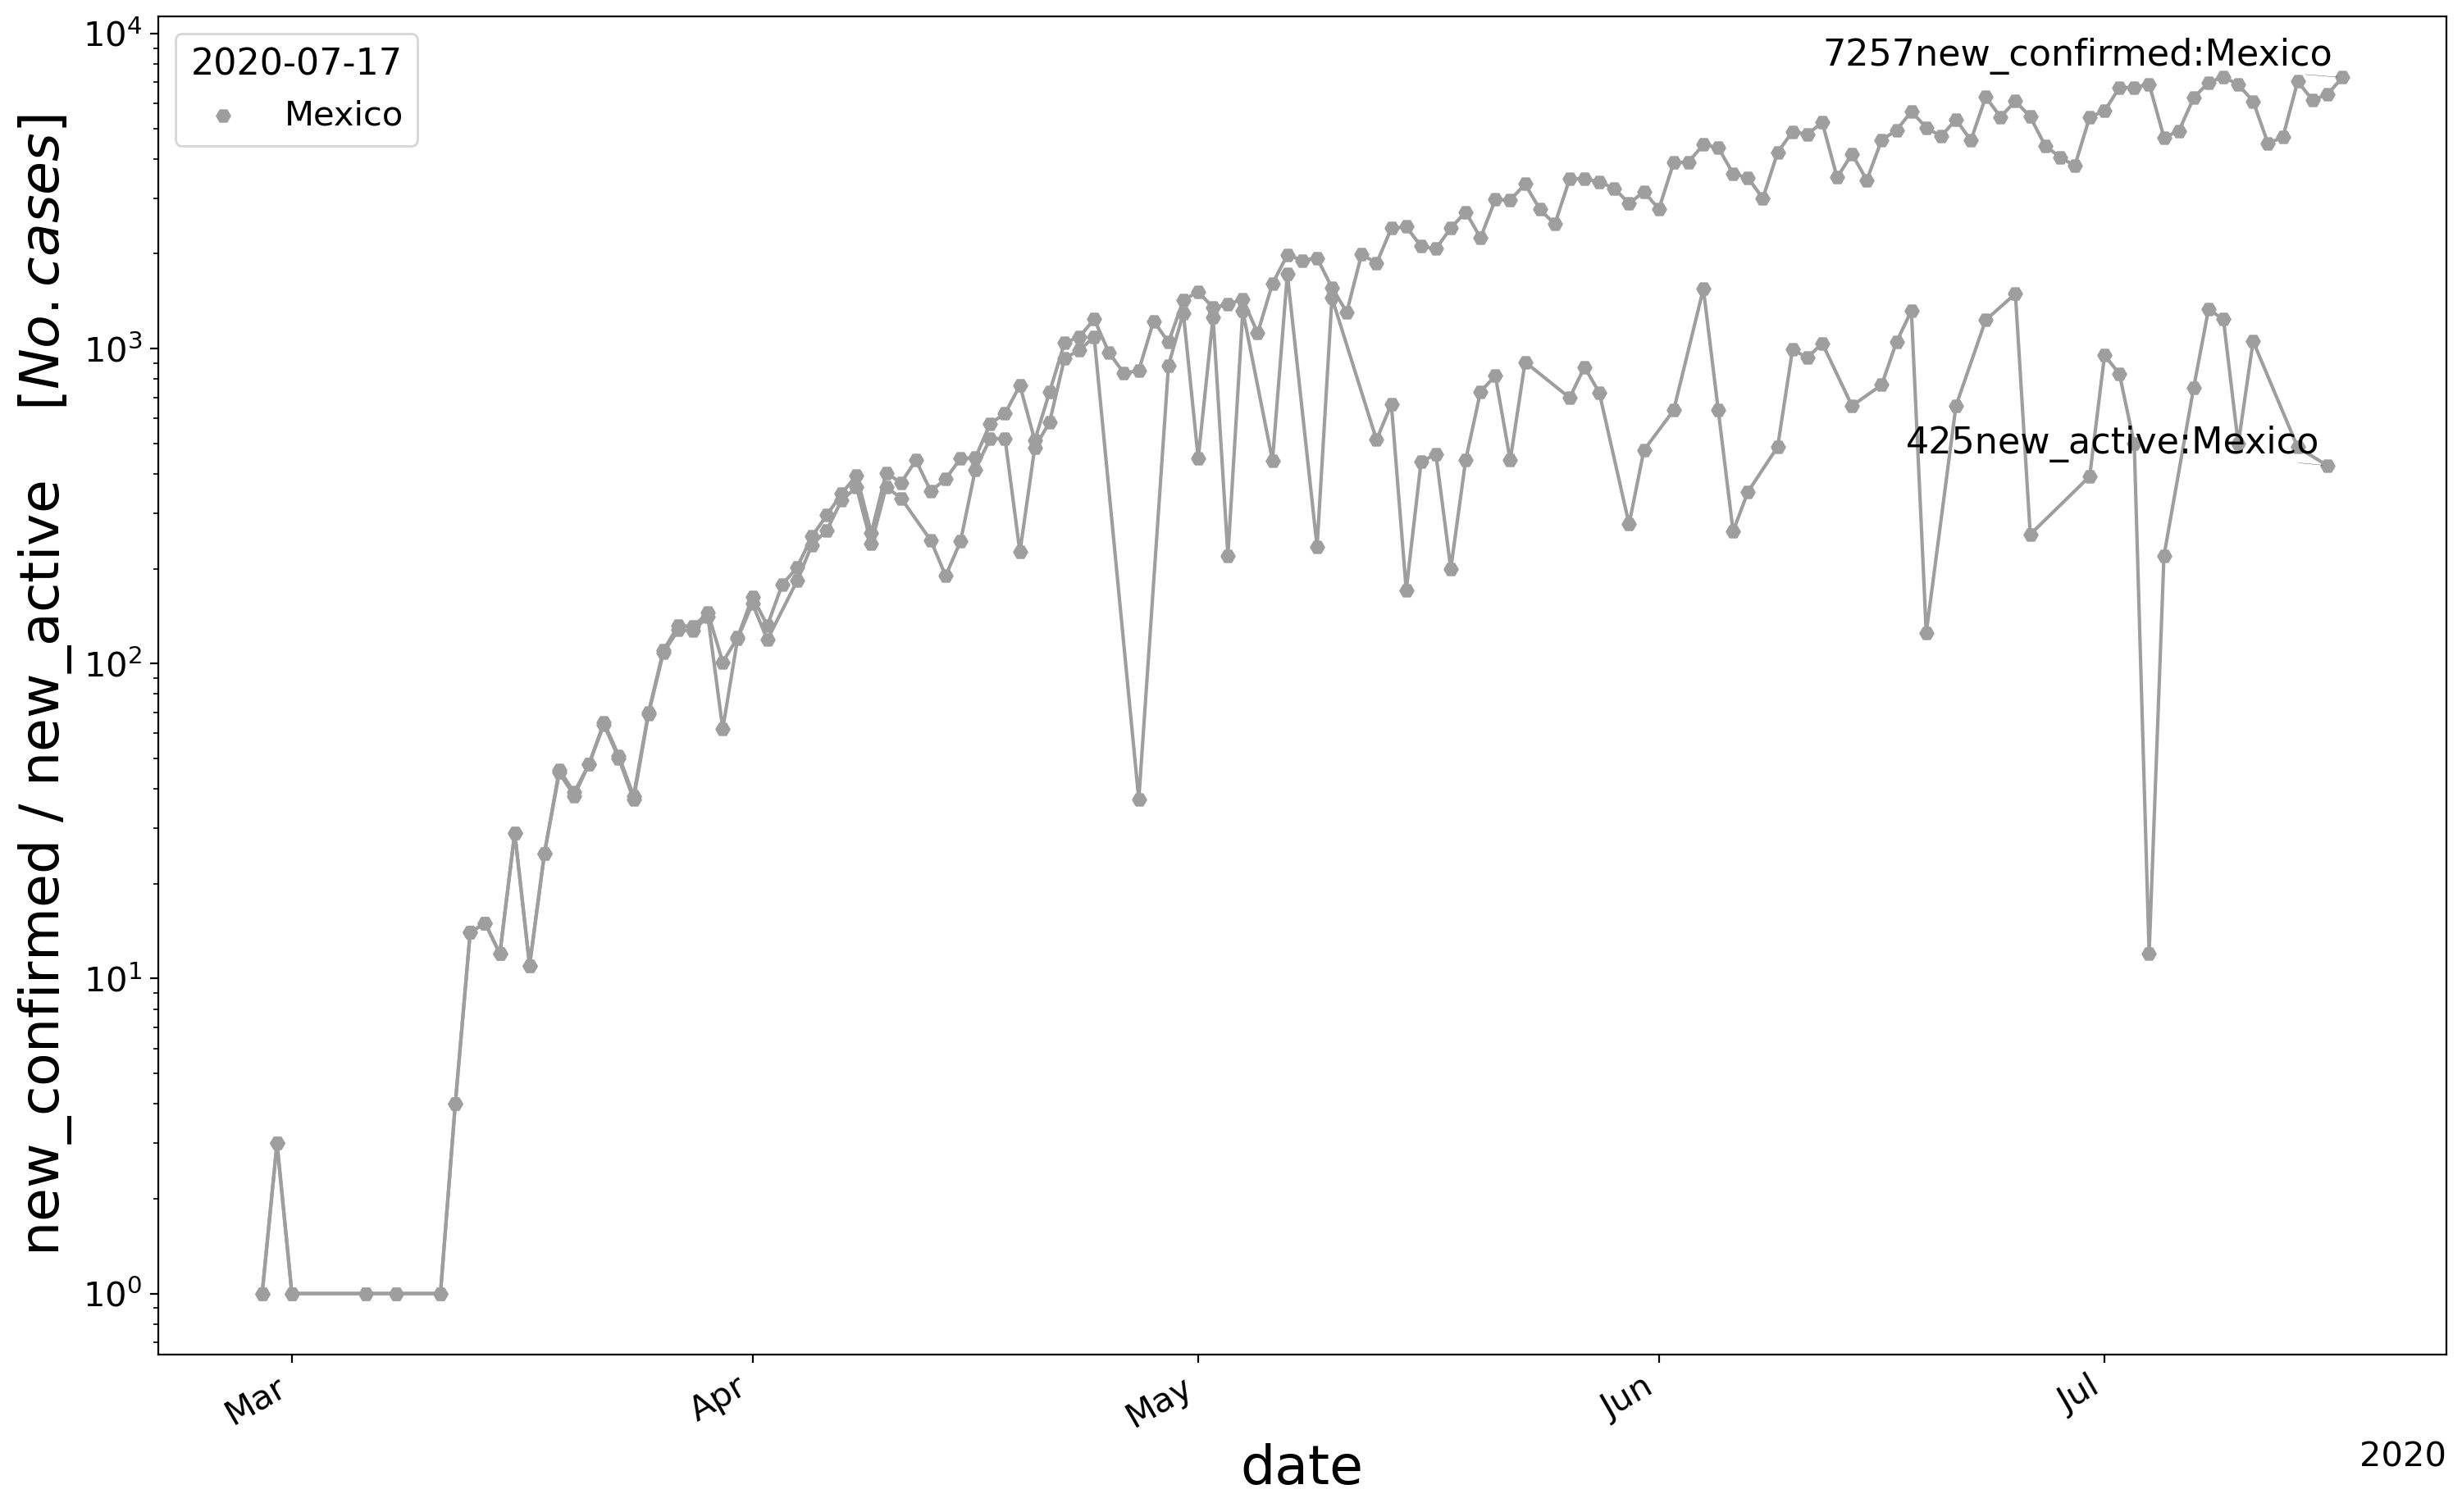 2020-07-17
Mexico
7257new_confirmed:Mexico
425new_active:Mexico
new_confirmed / new_active [No. cases]
10^4
10^3
10^2
10^1
10^0
Mar
Apr
May
Jun
Jul
date
2020